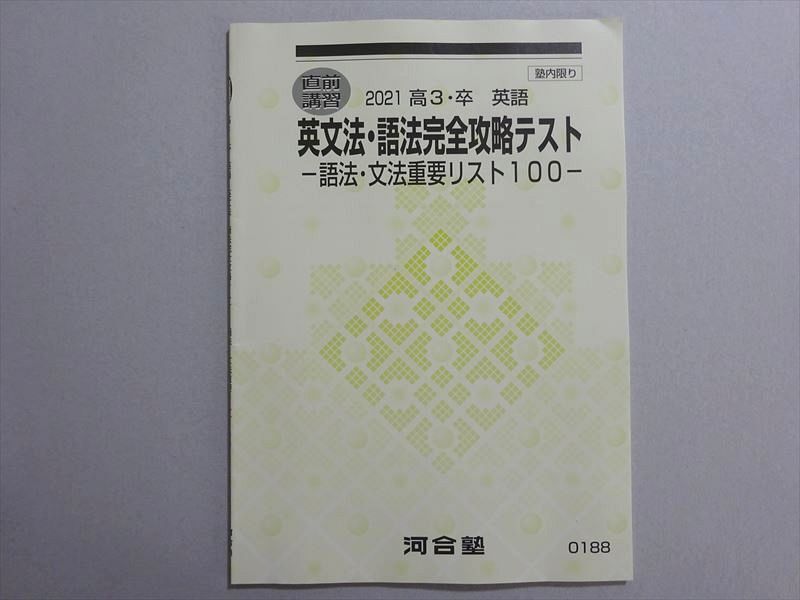 塾内限り
直前
講習
2021 高3・卒 英語
英文法・語法完全攻略テスト
−語法・文法重要リスト100−
河合塾
0188